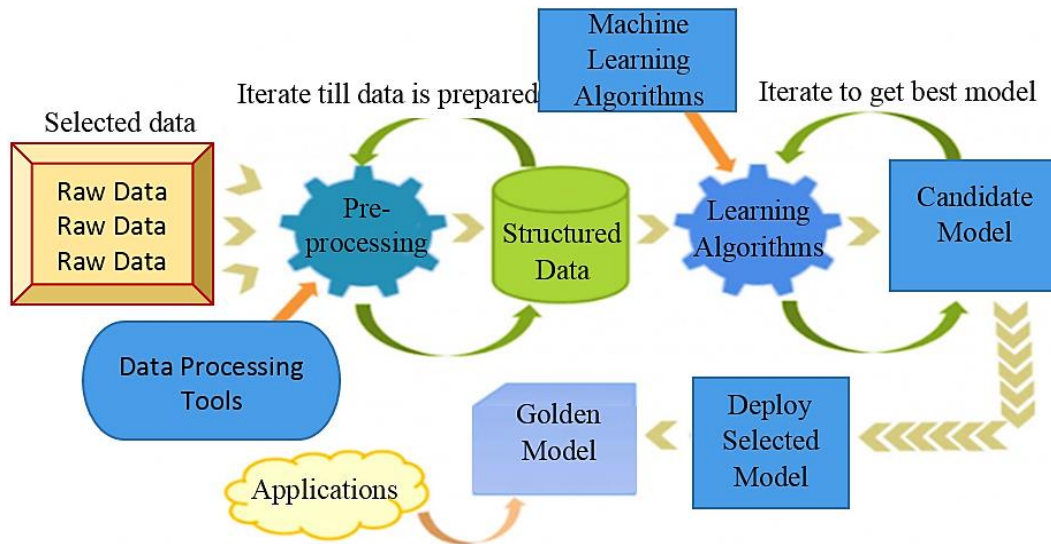 Machine
Learning
Algorithms
Iterate till data is prepared
Iterate to get best model
Selected data
Raw Data
Raw Data
Raw Data
Pre-
processing
Structured
Data
Learning
Algorithms
Candidate
Model
Data Processing
Tools
Golden
Model
Deploy
Selected
Model
Applications